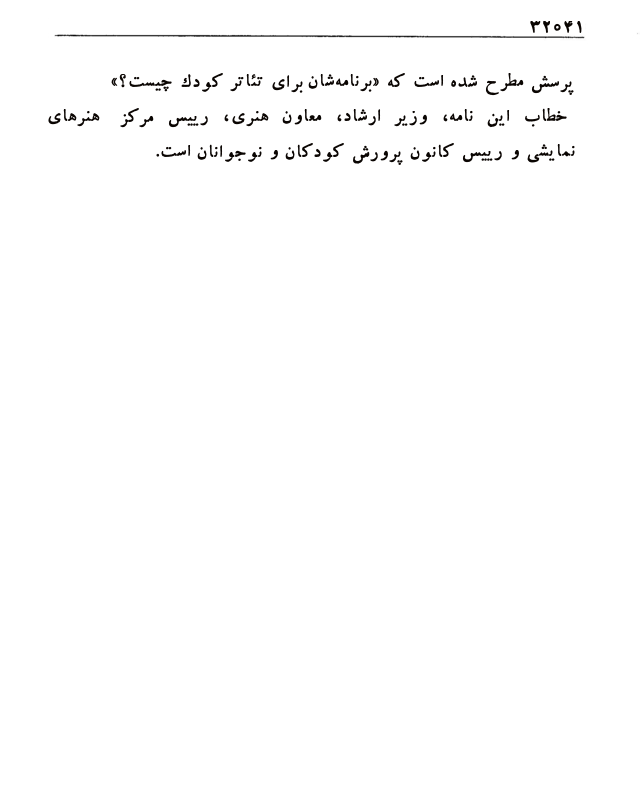 ۳۲۰۴۱
پرسش مطرح شده است که «برنامه‌شان برای تئاتر کودك چیست؟»
خطاب این نامه، وزیر ارشاد، معاون هنری، رییس مرکز هنرهای
نمایشی و رییس کانون پرورش کودکان و نوجوانان است.